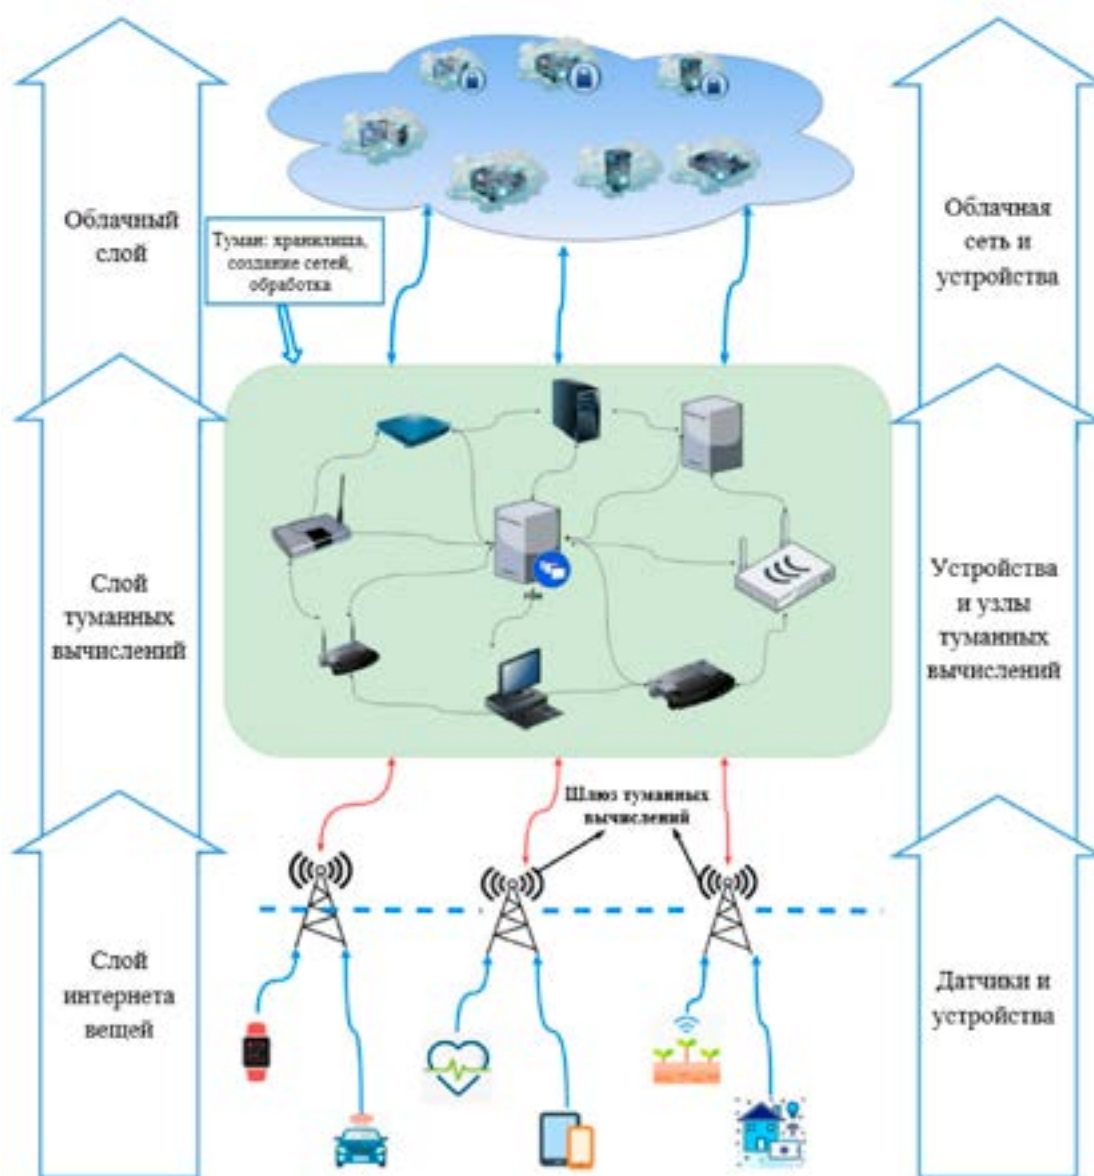 Облачный
слой
Туман: хранилища,
создание сетей,
обработка
Облачная
сеть и
устройства
Слой
туманных
вычислений
Устройства
и узлы
туманных
вычислений
Шлюз туманных
вычислений
Слой
интернета
вещей
Датчики и
устройства